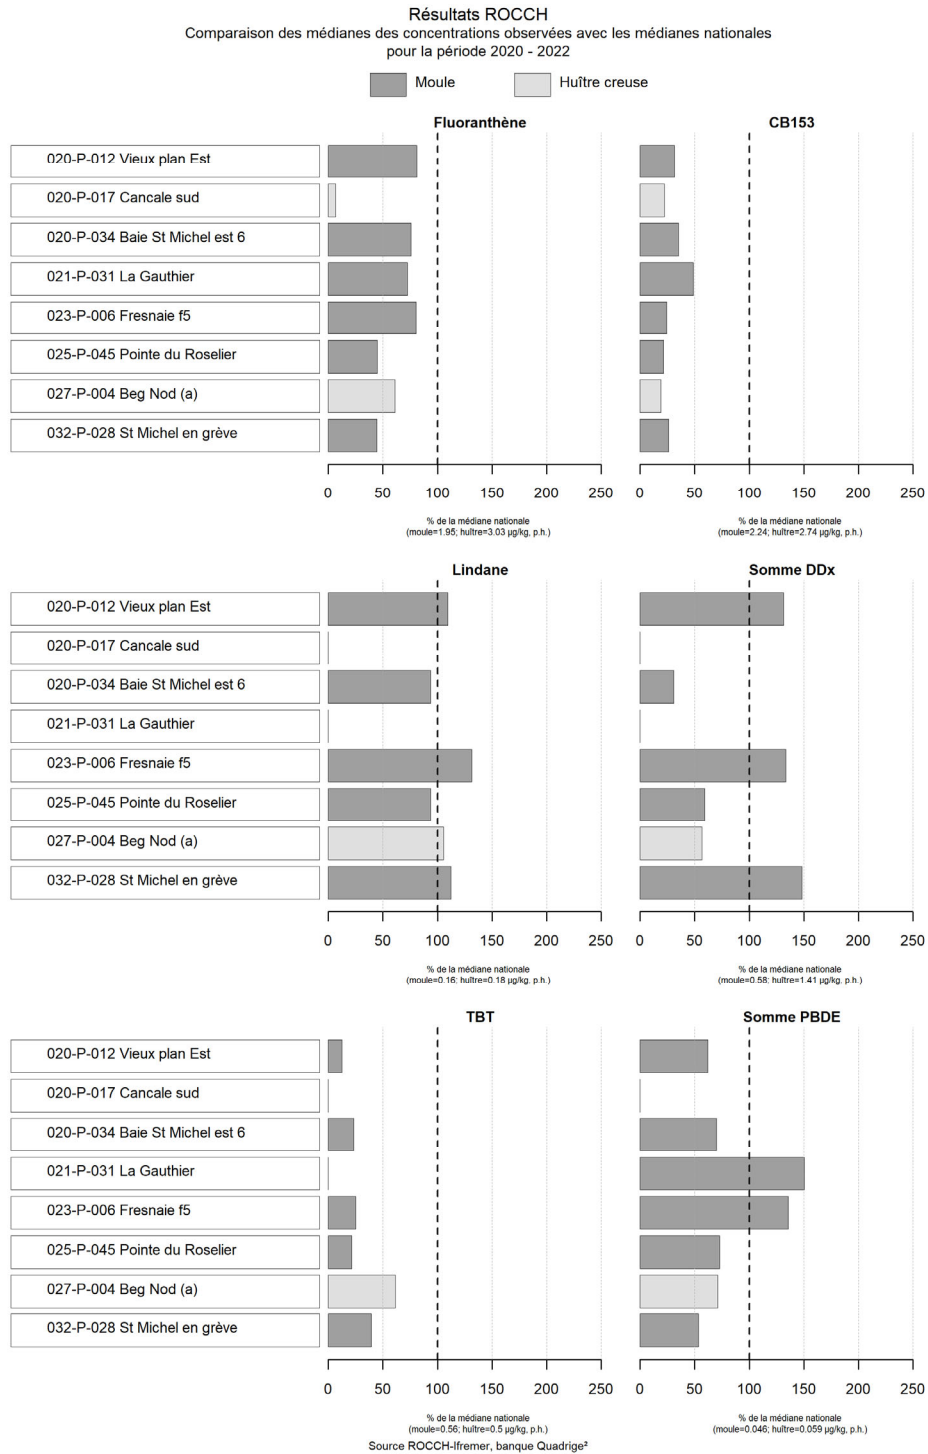 Résultats ROCCH
Comparaison des médianes des concentrations observées avec les médianes nationales
pour la période 2020 - 2022
Moule
Huître creuse
Fluoranthène
CB153
020-P-012 Vieux plan Est
020-P-017 Cancale sud
020-P-034 Baie St Michel est 6
021-P-031 La Gauthier
023-P-006 Fresnaie f5
025-P-045 Pointe du Roselier
027-P-004 Beg Nod (a)
032-P-028 St Michel en grève
0 50 100 150 200 250
0 50 100 150 200 250
% de la médiane nationale
(moule=1.95; huître=3.03 µg/kg, p.h.)
% de la médiane nationale
(moule=2.24; huître=2.74 µg/kg, p.h.)
Lindane
Somme DDx
020-P-012 Vieux plan Est
020-P-017 Cancale sud
020-P-034 Baie St Michel est 6
021-P-031 La Gauthier
023-P-006 Fresnaie f5
025-P-045 Pointe du Roselier
027-P-004 Beg Nod (a)
032-P-028 St Michel en grève
0 50 100 150 200 250
0 50 100 150 200 250
% de la médiane nationale
(moule=0.16; huître=0.18 µg/kg, p.h.)
% de la médiane nationale
(moule=0.58; huître=1.41 µg/kg, p.h.)
TBT
Somme PBDE
020-P-012 Vieux plan Est
020-P-017 Cancale sud
020-P-034 Baie St Michel est 6
021-P-031 La Gauthier
023-P-006 Fresnaie f5
025-P-045 Pointe du Roselier
027-P-004 Beg Nod (a)
032-P-028 St Michel en grève
0 50 100 150 200 250
0 50 100 150 200 250
% de la médiane nationale
(moule=0.56; huître=0.5 µg/kg, p.h.)
% de la médiane nationale
(moule=0.046; huître=0.059 µg/kg, p.h.)
Source ROCCH-Ifremer, banque Quadrige²